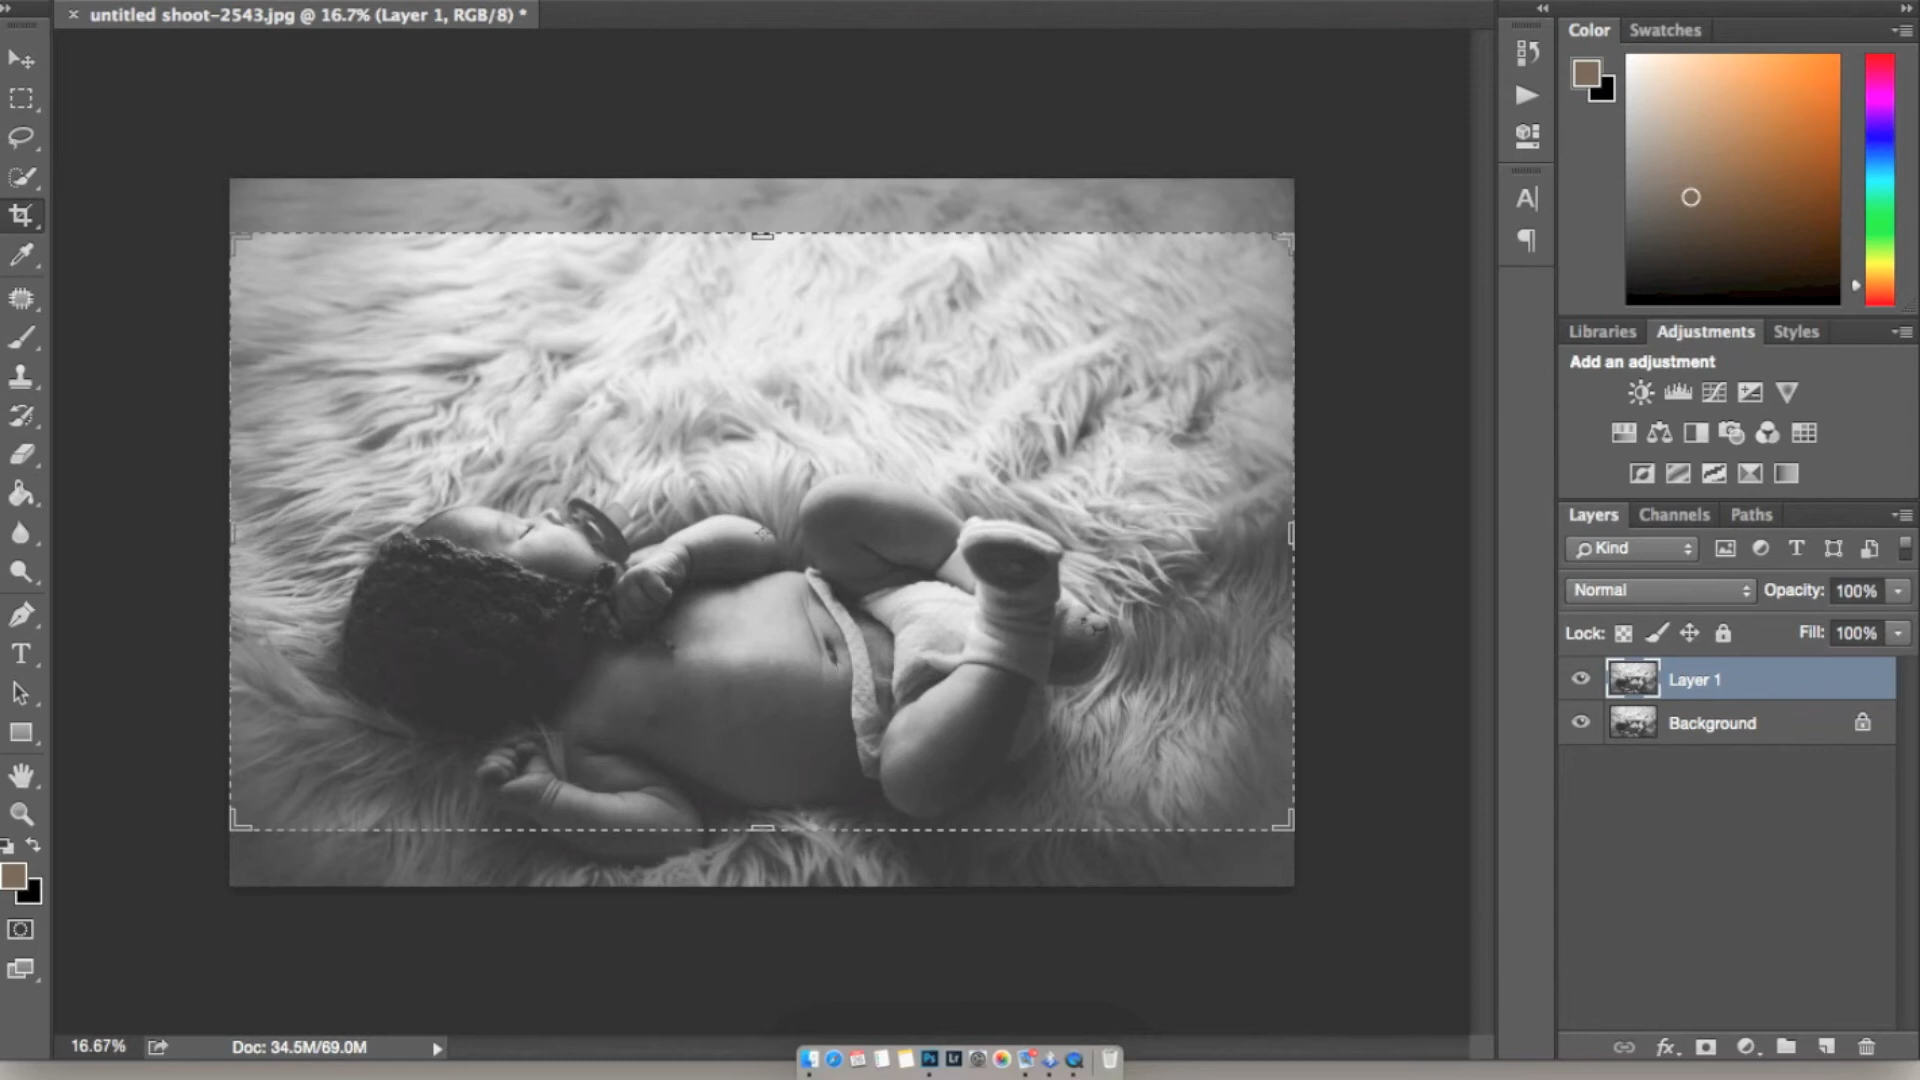 untitled shoot-2543.jpg @ 16.7% (Layer 1, RGB/8) *
Color Swatches
Libraries Adjustments Styles
Add an adjustment
Layers Channels Paths
Kind
Normal Opacity: 100%
Lock: Fill: 100%
Layer 1
Background
16.67% Doc: 34.5M/69.0M
Ps Lr